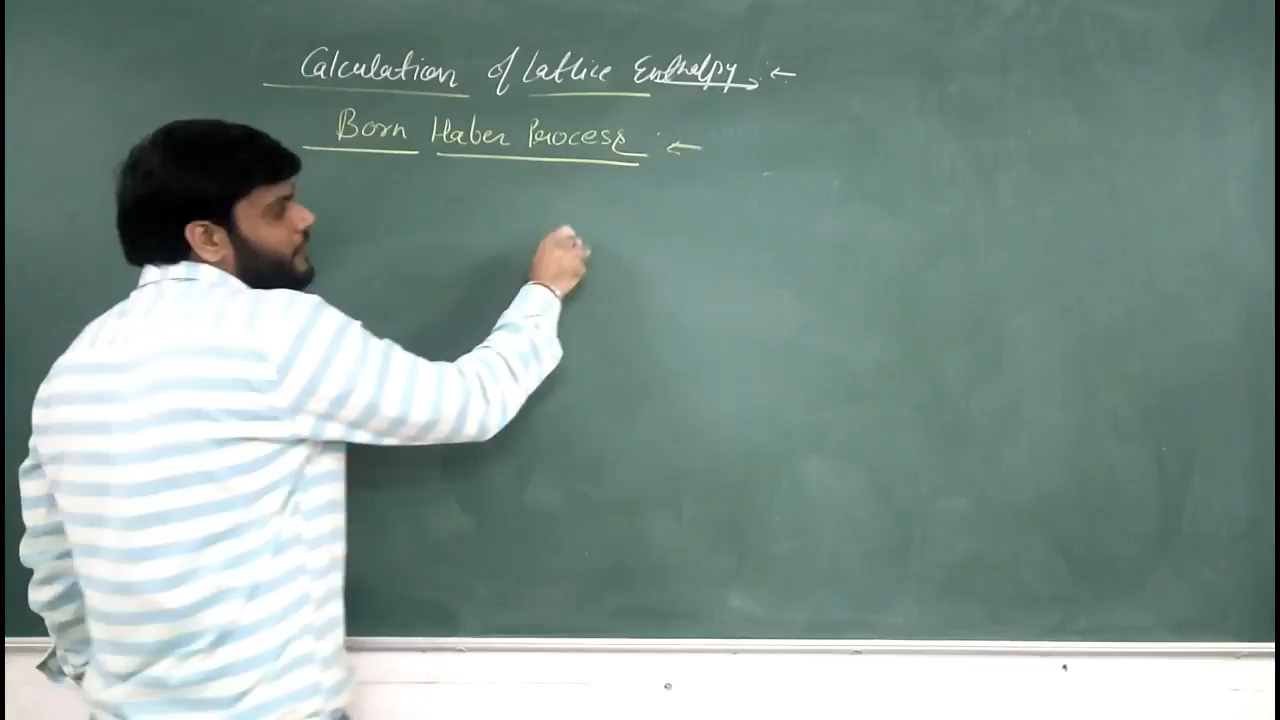 Calculation of Lattice Enthalpy :←
Born Haber Process :←